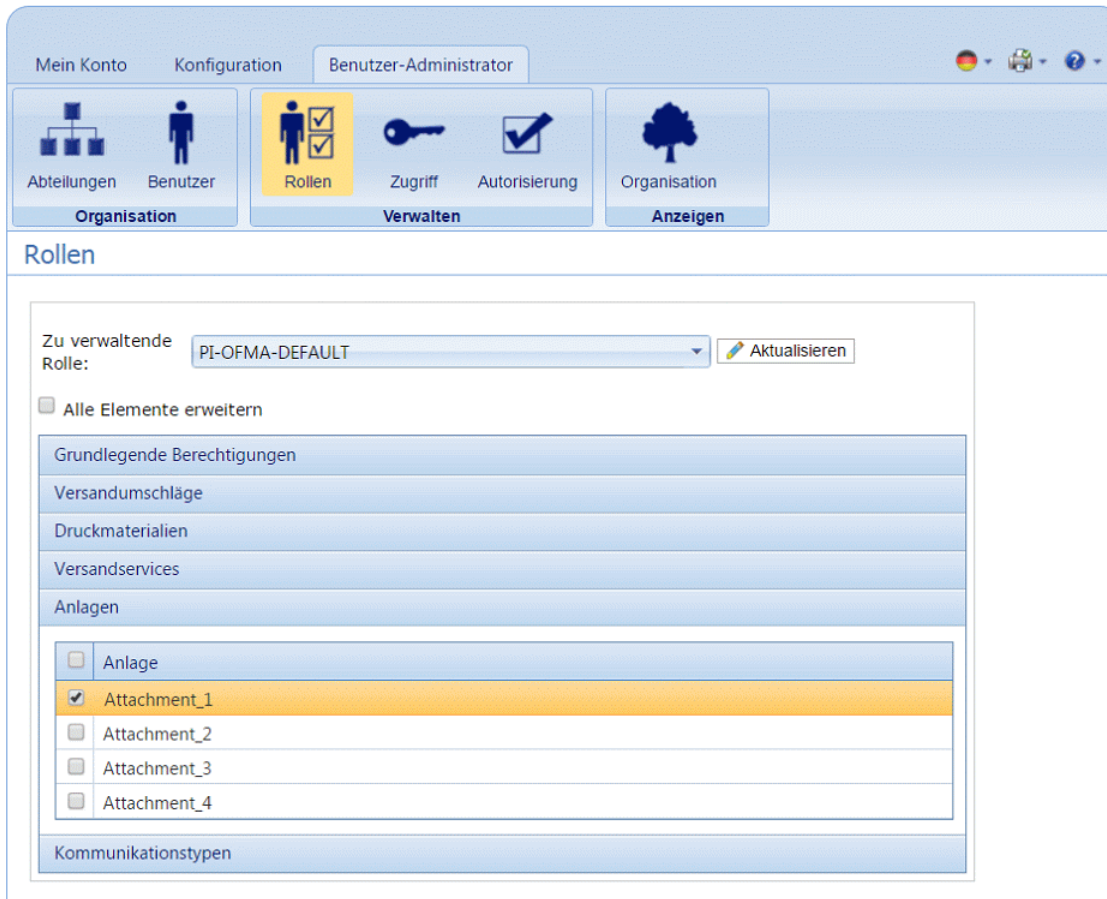 Mein Konto Konfiguration Benutzer-Administrator
Abteilungen Benutzer Rollen Zugriff Autorisierung Organisation
Organisation Verwalten Anzeigen
Rollen
Zu verwaltende
Rolle:
PI-OFMA-DEFAULT Aktualisieren
Alle Elemente erweitern
Grundlegende Berechtigungen
Versandumschläge
Druckmaterialien
Versandservices
Anlagen
Anlage
Attachment_1
Attachment_2
Attachment_3
Attachment_4
Kommunikationstypen